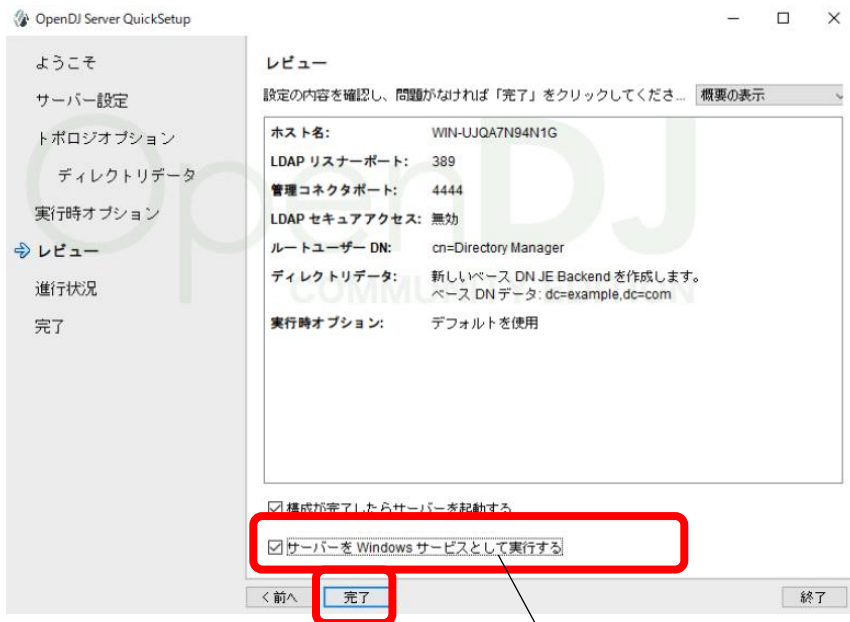 OpenDJ Server QuickSetup
ようこそ
サーバー設定
トポロジオプション
ディレクトリデータ
実行時オプション
レビュー
進行状況
完了
レビュー
設定の内容を確認し、問題がなければ「完了」をクリックしてくださ... 概要の表示
ホスト名: WIN-UJQA7N94N1G
LDAP リスナーポート: 389
管理コネクタポート: 4444
LDAP セキュアアクセス: 無効
ルートユーザー DN: cn=Directory Manager
ディレクトリデータ: 新しいベース DN JE Backend を作成します。
ベース DN データ: dc=example,dc=com
実行時オプション: デフォルトを使用
OpenDJ
COMMUNITY EDITION
構成が完了したらサーバーを起動する
サーバーを Windows サービスとして実行する
< 前へ 完了 終了